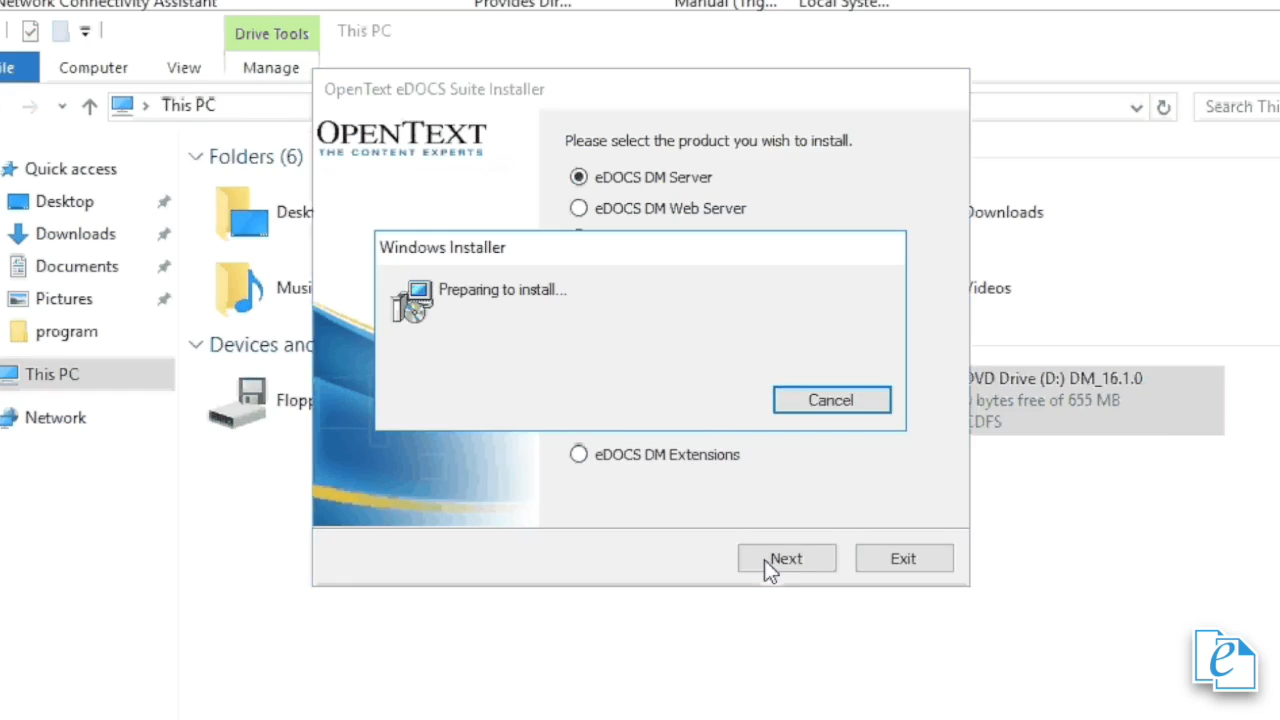 Network Connectivity Assistant
Provides Dir...
Manual (Trig...
Local Syste...
Drive Tools
This PC
Computer
View
Manage
This PC
Search Thi
OpenText eDOCS Suite Installer
OPENTEXT
THE CONTENT EXPERTS
Please select the product you wish to install.
eDOCS DM Server
eDOCS DM Web Server
Windows Installer
Preparing to install...
Cancel
eDOCS DM Extensions
Next
Exit
Quick access
Desktop
Downloads
Documents
Pictures
program
This PC
Network
Folders (6)
Desk
Musi
Devices and
Flopp
Downloads
Videos
DVD Drive (D:) DM_16.1.0
0 bytes free of 655 MB
CDFS
e